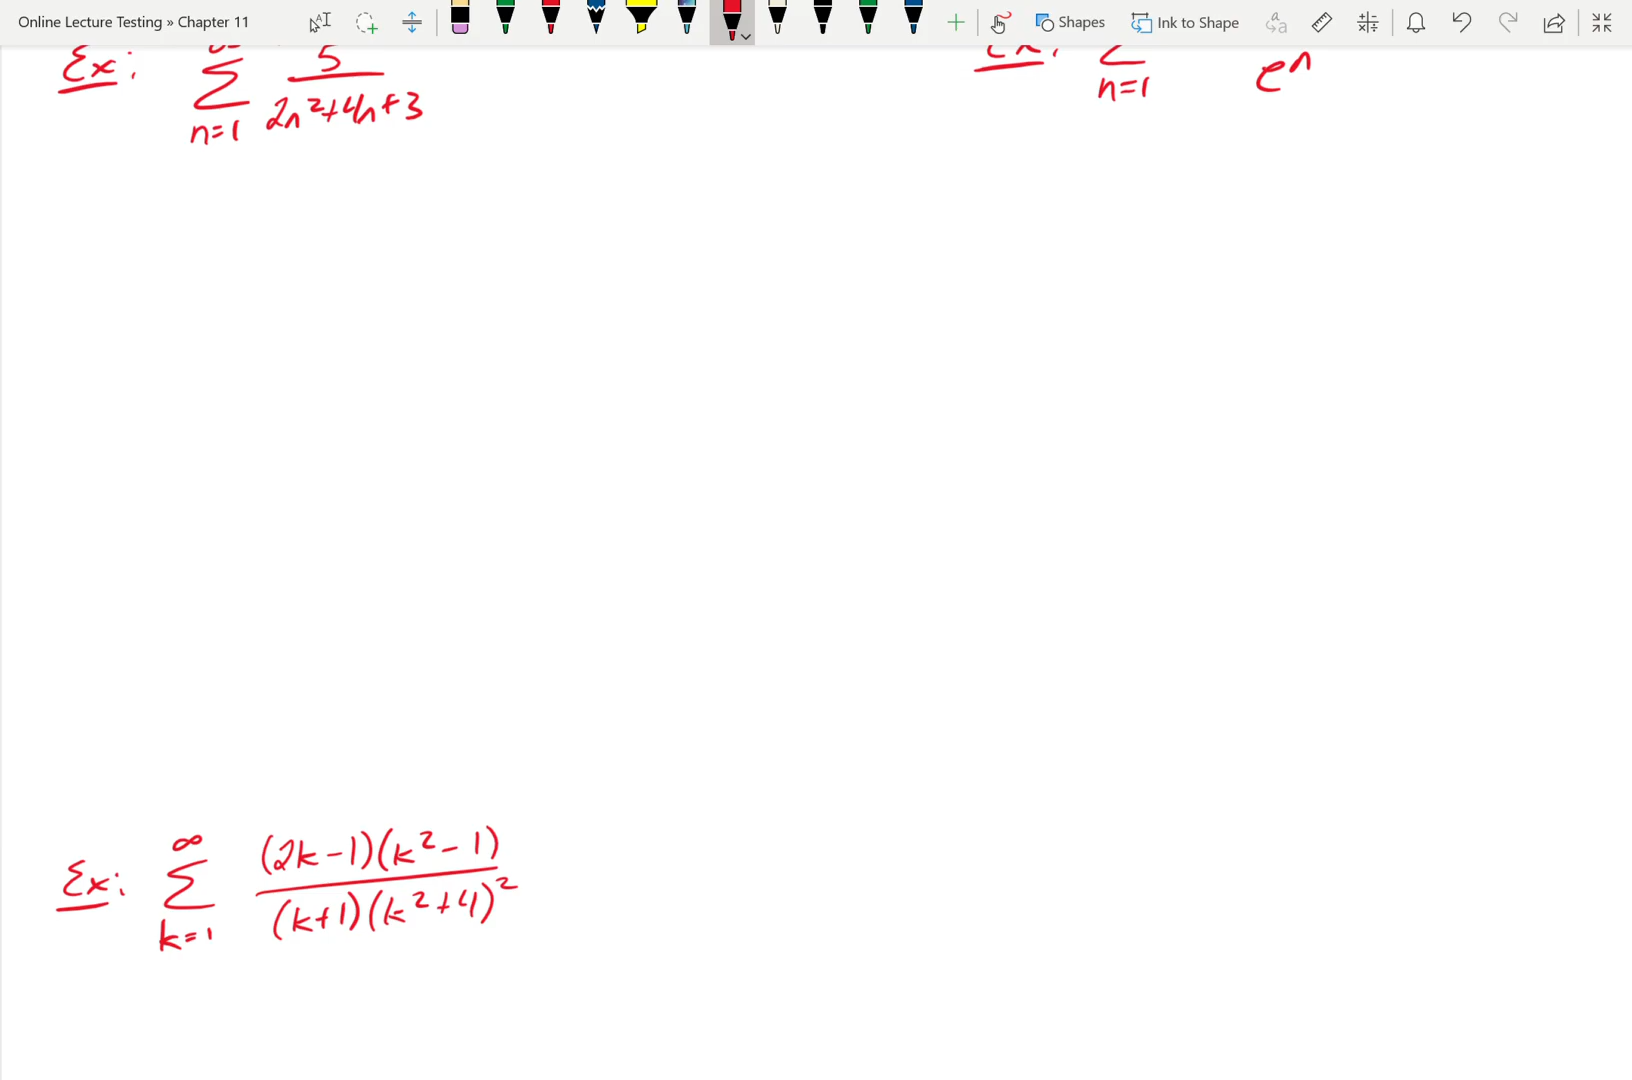 Online Lecture Testing » Chapter 11
Shapes
Ink to Shape
Ex: ∑ n=1 5/(2n²+4n+3)
∑ n=1 eⁿ
Ex: ∑ k=1 ∞ (2k-1)(k²-1)/(k+1)(k²+4)²